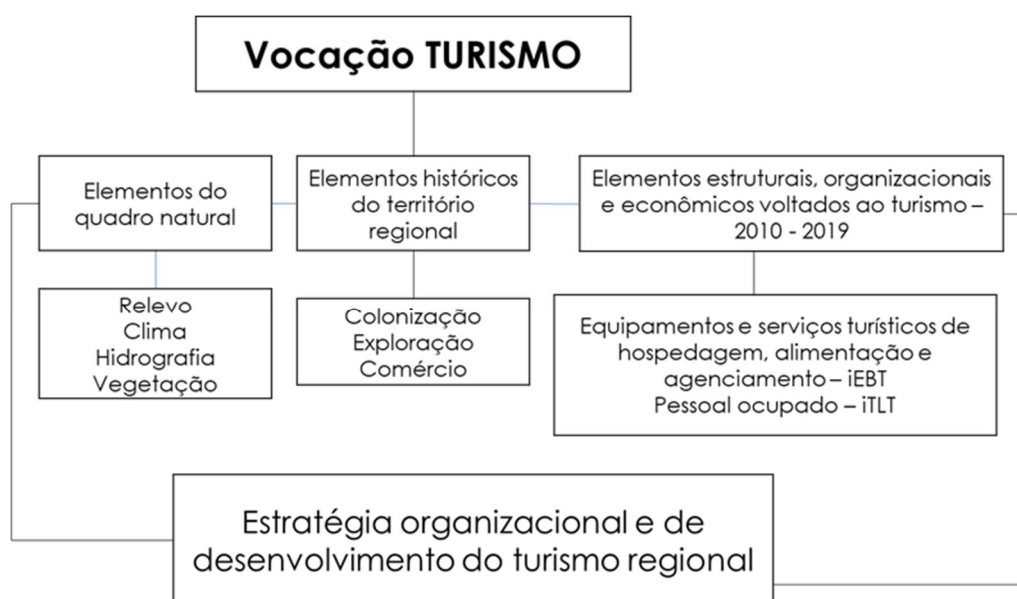 Vocação TURISMO
Elementos do
quadro natural
Elementos históricos
do território
regional
Elementos estruturais, organizacionais
e econômicos voltados ao turismo –
2010 - 2019
Relevo
Clima
Hidrografia
Vegetação
Colonização
Exploração
Comércio
Equipamentos e serviços turísticos de
hospedagem, alimentação e
agenciamento – iEBT
Pessoal ocupado – iTLT
Estratégia organizacional e de
desenvolvimento do turismo regional